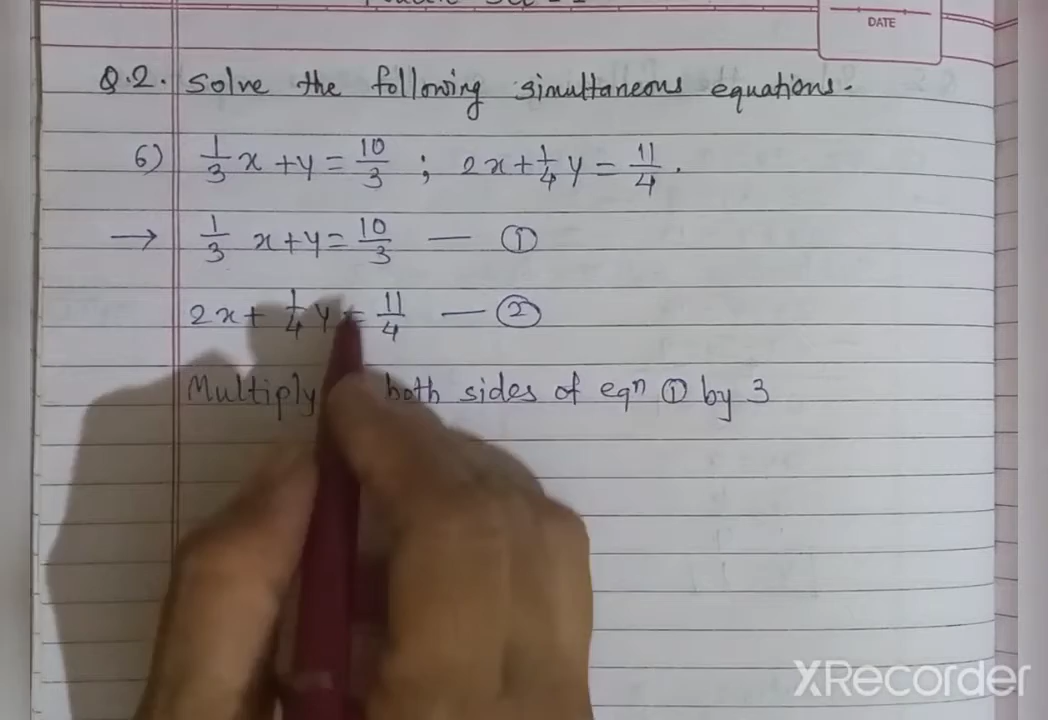 DATE
Q.2. Solve the following simultaneous equations.
6) 1/3 x + y = 10/3 ; 2x + 1/4 y = 11/4.
→ 1/3 x + y = 10/3 — ①
2x + 1/4 y = 11/4 — ②
Multiply both sides of eqn ① by 3
XRecorder